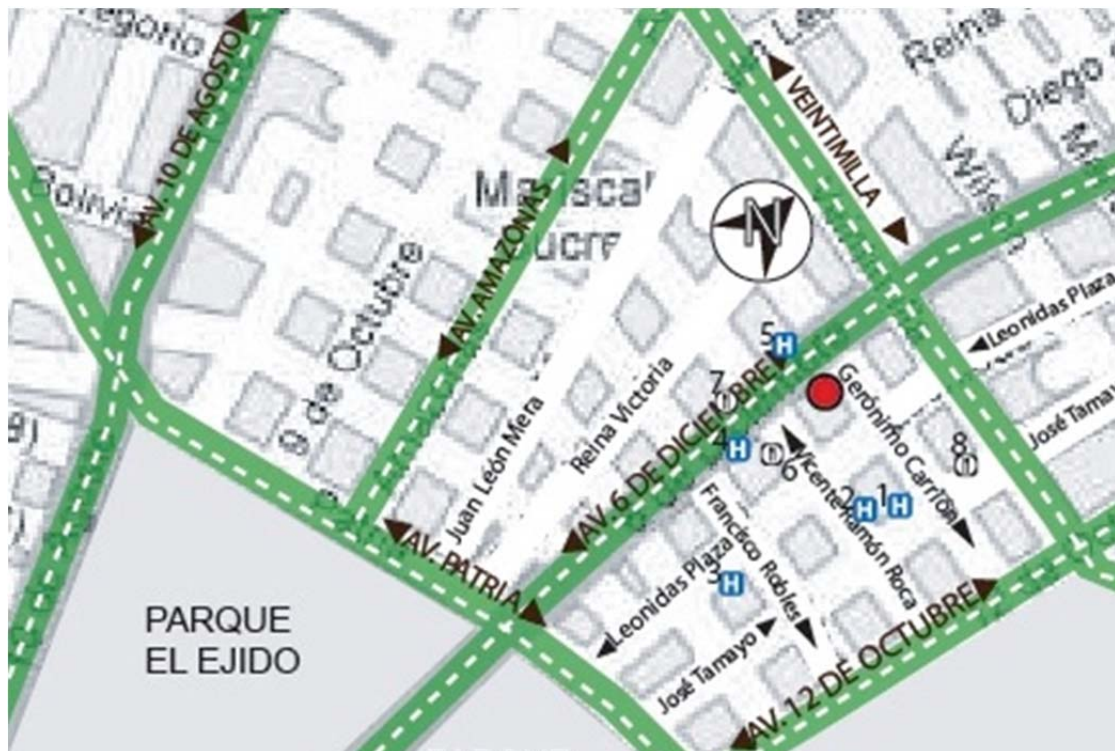 AV. 10 DE AGOSTO
VEINTIMILLA
Reina
Diego
Bolivia
Mariscal
Sucre
N
AV. AMAZONAS
9 de Octubre
Leonidas Plaza
Juan León Mera
Reina Victoria
5 H
7
AV. 6 DE DICIEMBRE
4 H
6
Gerónimo Carrión
José Tamayo
8
2 H
1 H
Vicente Ramón Roca
Francisco Robles
3 H
AV. PATRIA
Leonidas Plaza
José Tamayo
AV. 12 DE OCTUBRE
PARQUE
EL EJIDO